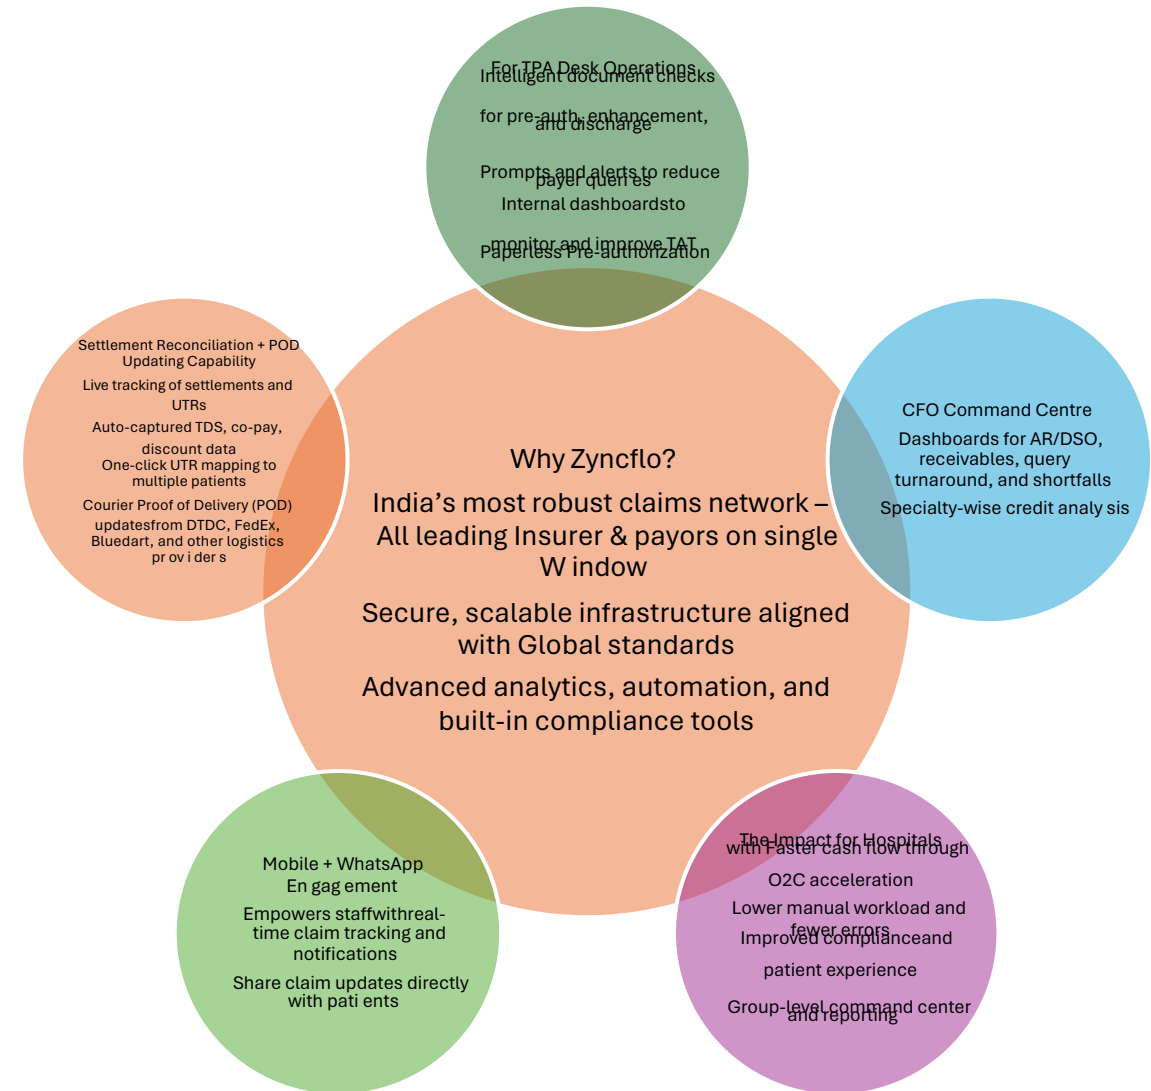 For TPA Desk Operations
Intelligent document checks
for pre-auth, enhancement,
and discharge
Prompts and alerts to reduce
payer queri es
Internal dashboardsto
monitor and improve TAT
Paperless Pre-authorization
Settlement Reconciliation + POD
Updating Capability
Live tracking of settlements and
UTRs
Auto-captured TDS, co-pay,
discount data
One-click UTR mapping to
multiple patients
Courier Proof of Delivery (POD)
updatesfrom DTDC, FedEx,
Bluedart, and other logistics
pr ov i der s
Why Zyncflo?
India’s most robust claims network –
All leading Insurer & payors on single
W indow
Secure, scalable infrastructure aligned
with Global standards
Advanced analytics, automation, and
built-in compliance tools
CFO Command Centre
Dashboards for AR/DSO,
receivables, query
turnaround, and shortfalls
Specialty-wise credit analy sis
Mobile + WhatsApp
En gag ement
Empowers staffwithreal-
time claim tracking and
notifications
Share claim updates directly
with pati ents
The Impact for Hospitals
with Faster cash flow through
O2C acceleration
Lower manual workload and
fewer errors
Improved complianceand
patient experience
Group-level command center
and reporting